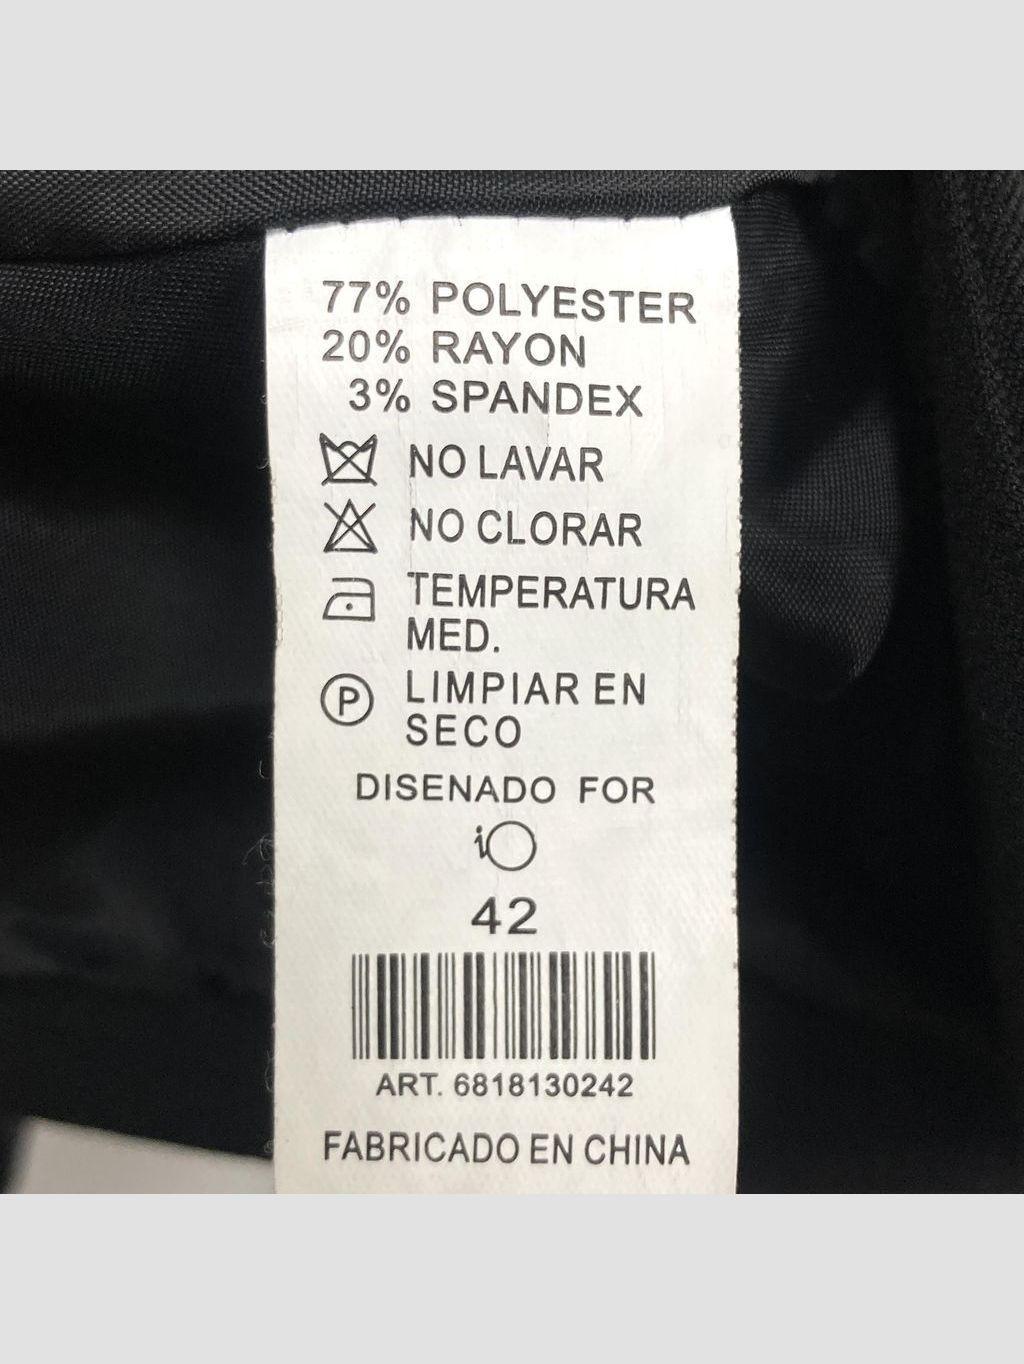 77% POLYESTER
20% RAYON
3% SPANDEX
NO LAVAR
NO CLORAR
TEMPERATURA
MED.
P LIMPIAR EN
SECO
DISENADO FOR
iO
42
ART. 6818130242
FABRICADO EN CHINA